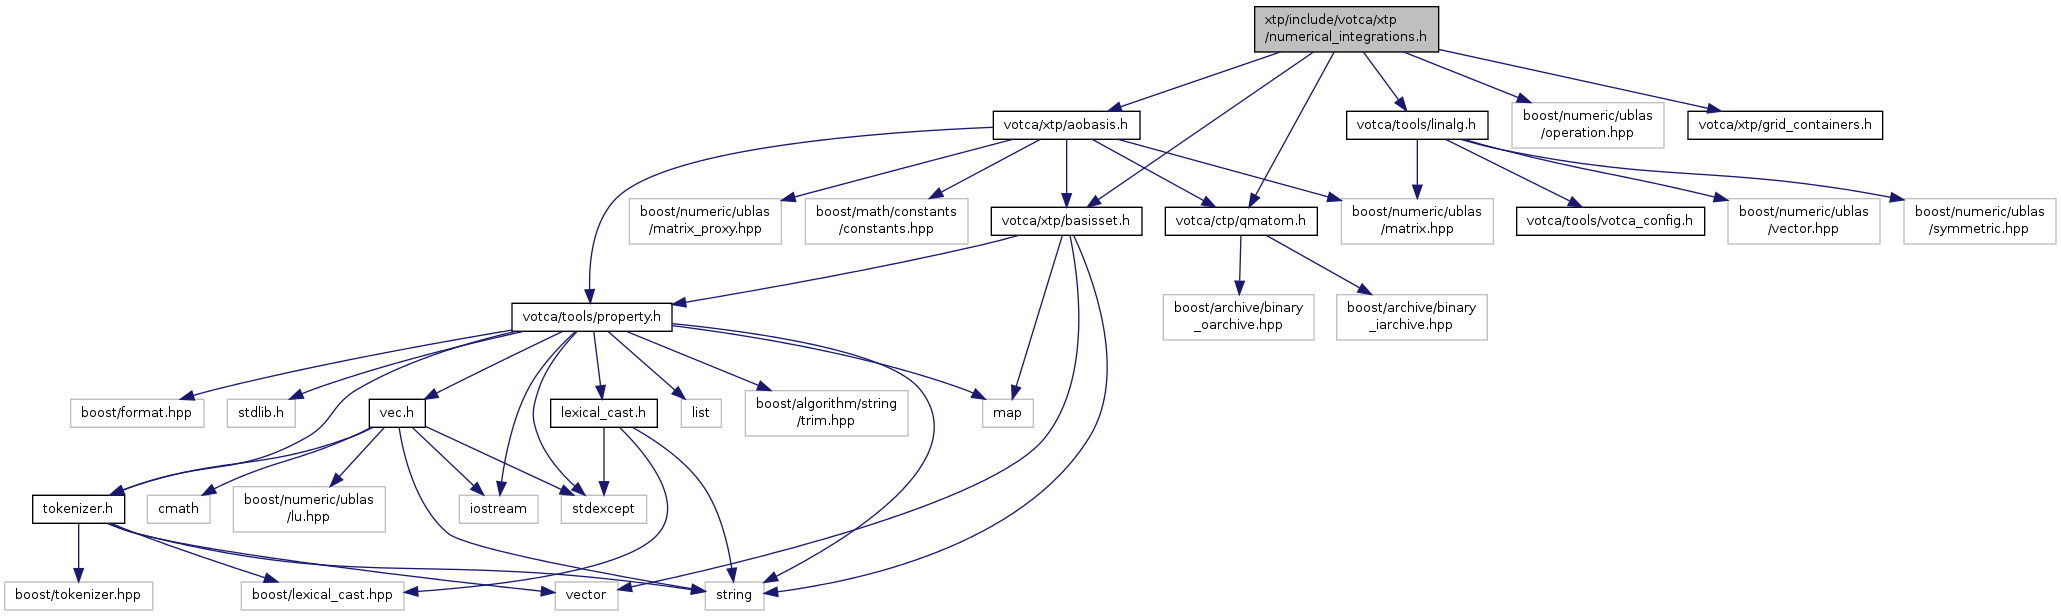 xtp/include/votca/xtp
/numerical_integrations.h
votca/xtp/aobasis.h
votca/tools/linalg.h
boost/numeric/ublas
/operation.hpp
votca/xtp/grid_containers.h
boost/numeric/ublas
/matrix_proxy.hpp
boost/math/constants
/constants.hpp
votca/xtp/basisset.h
votca/ctp/qmatom.h
boost/numeric/ublas
/matrix.hpp
votca/tools/votca_config.h
boost/numeric/ublas
/vector.hpp
boost/numeric/ublas
/symmetric.hpp
votca/tools/property.h
boost/archive/binary
_oarchive.hpp
boost/archive/binary
_iarchive.hpp
boost/format.hpp
stdlib.h
vec.h
lexical_cast.h
list
boost/algorithm/string
/trim.hpp
map
tokenizer.h
cmath
boost/numeric/ublas
/lu.hpp
iostream
stdexcept
boost/tokenizer.hpp
boost/lexical_cast.hpp
vector
string